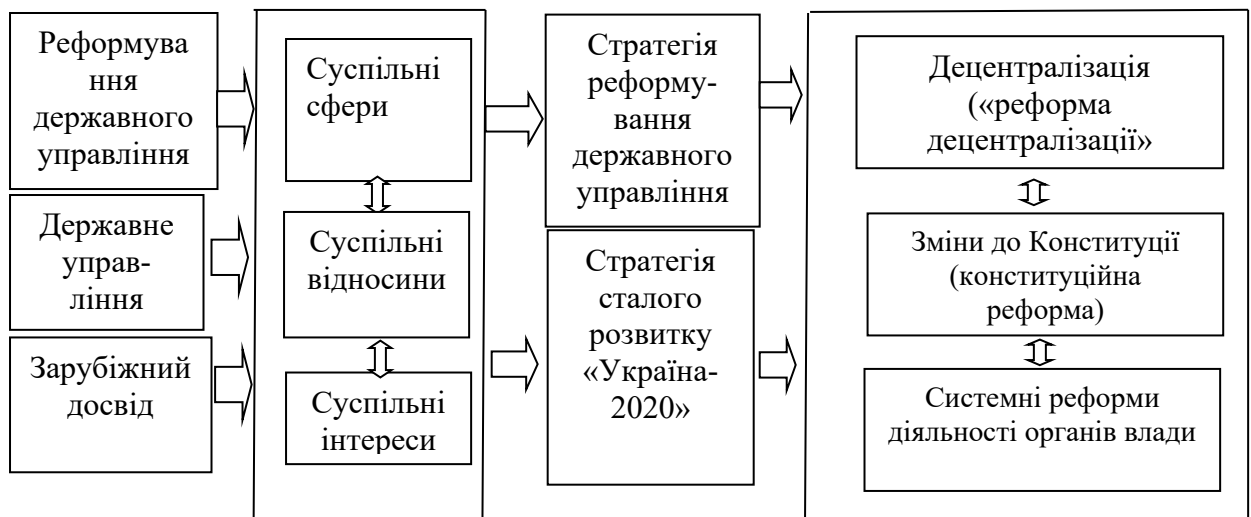 Реформува
ння
державного
управління
Державне
управ-
ління
Зарубіжний
досвід
Суспільні
сфери
Суспільні
відносини
Суспільні
інтереси
Стратегія
реформу-
вання
державного
управління
Стратегія
сталого
розвитку
«Україна-
2020»
Децентралізація
(«реформа
децентралізації»
Зміни до Конституції
(конституційна
реформа)
Системні реформи
діяльності органів влади